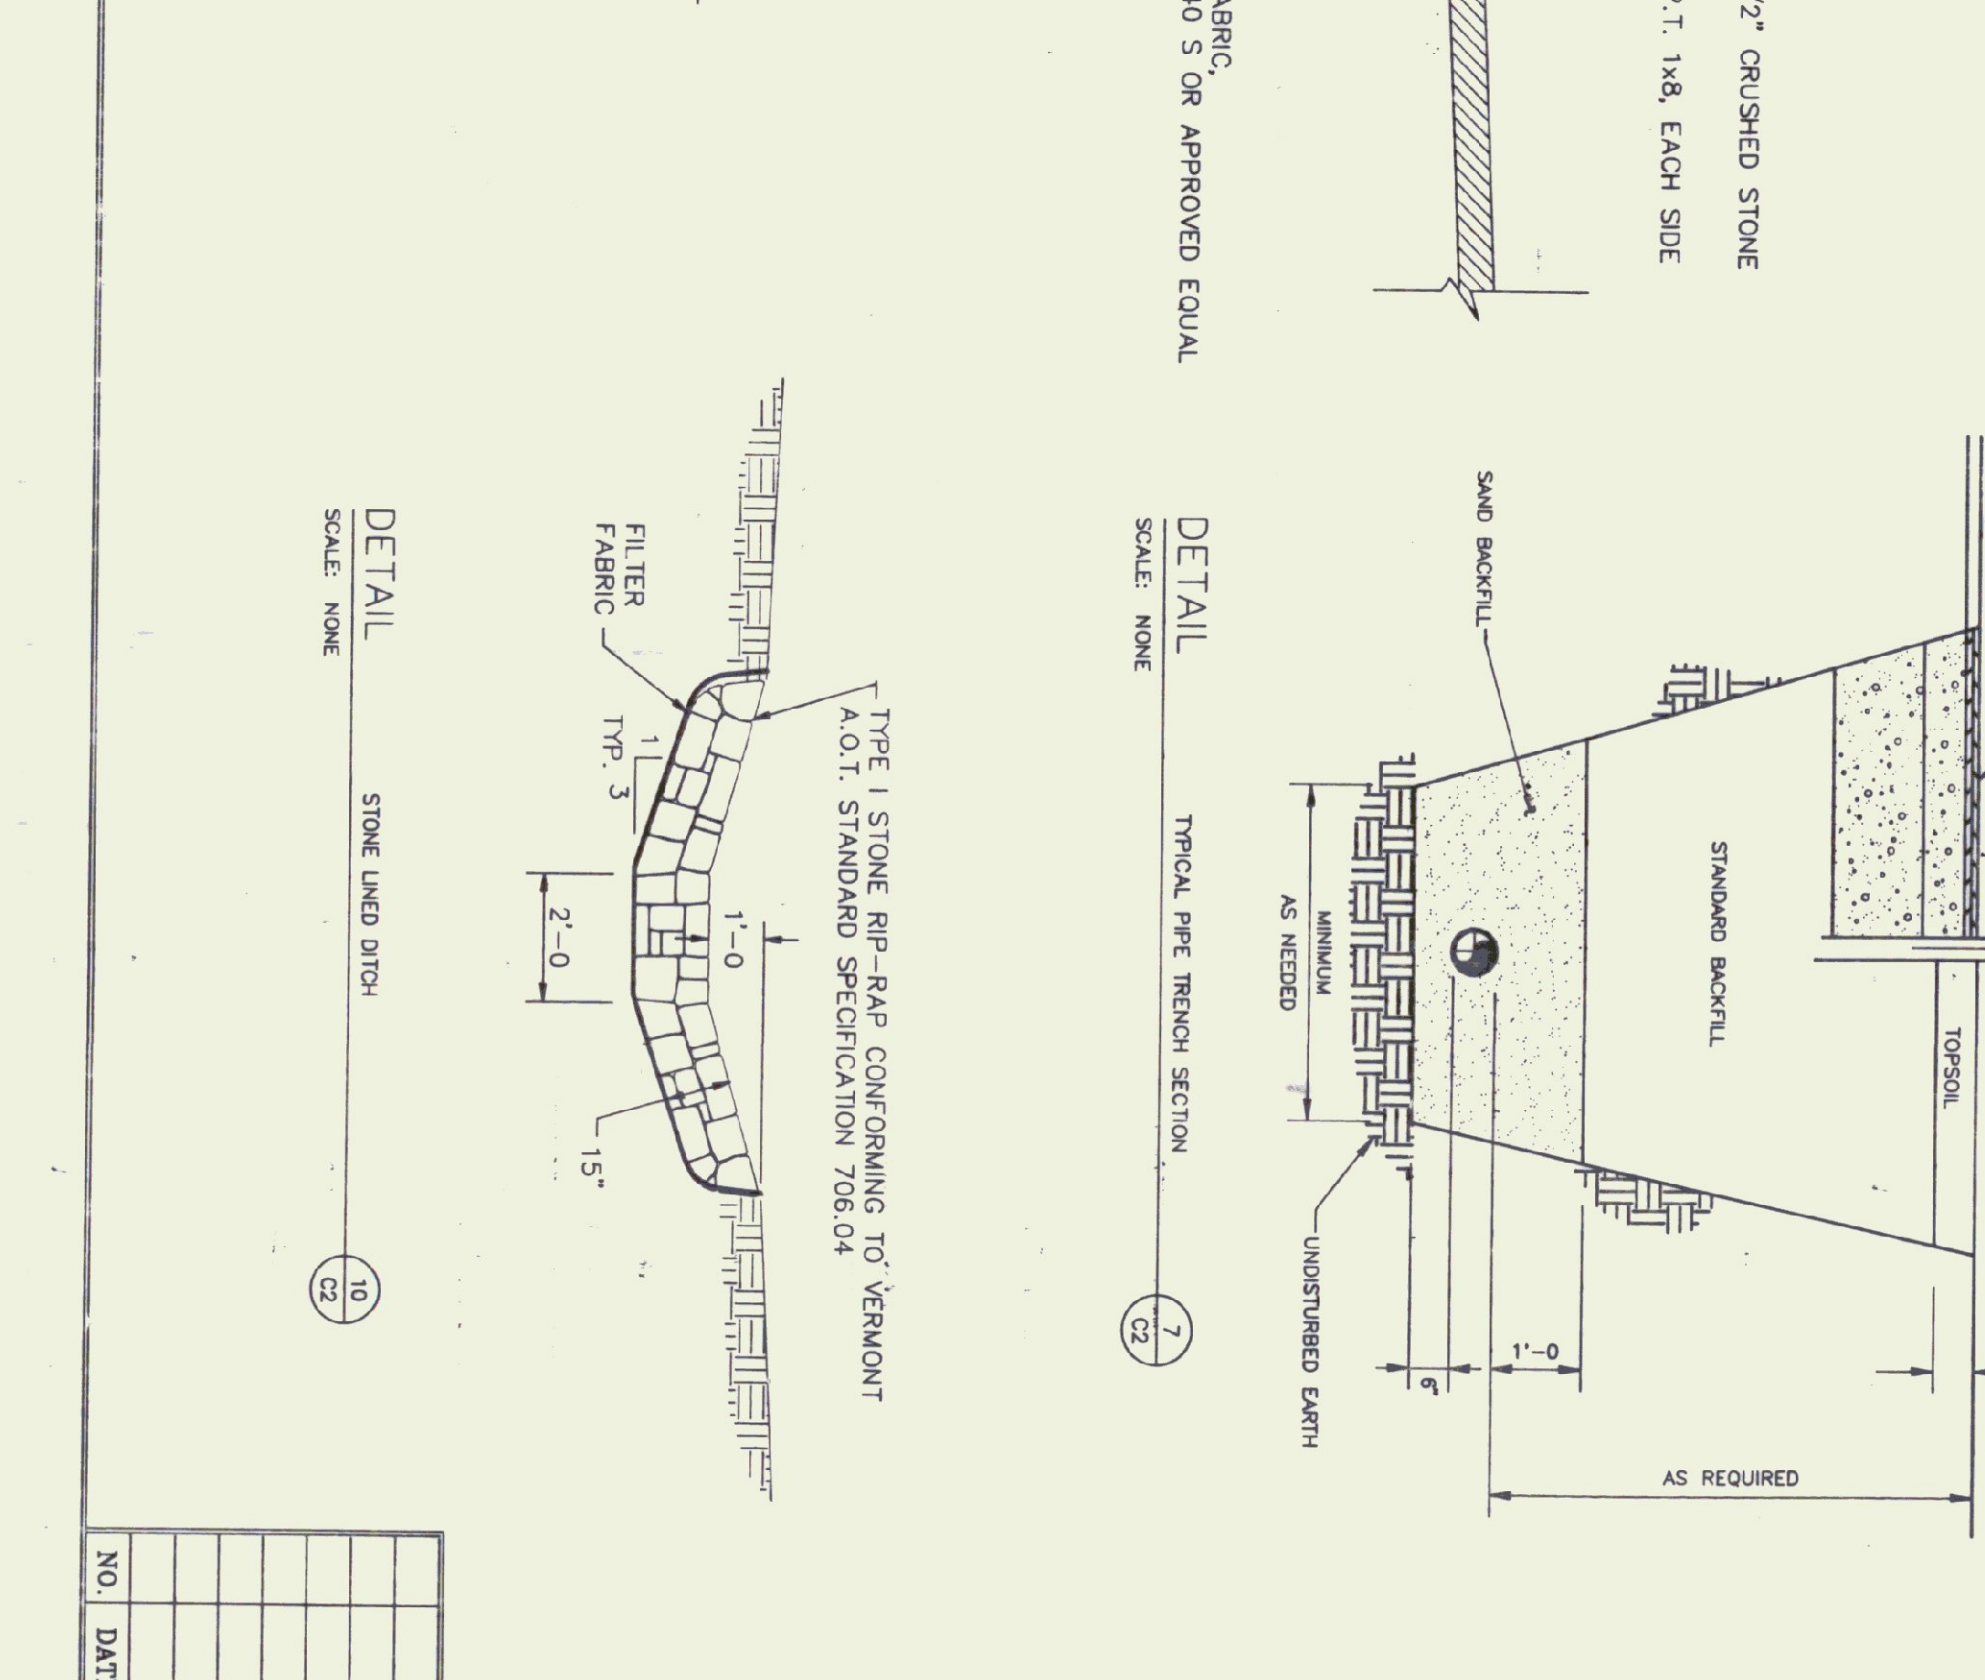 /2" CRUSHED STONE
P.T. 1x8, EACH SIDE
ABRIC,
40 S OR APPROVED EQUAL
TOPSOIL
STANDARD BACKFILL
SAND BACKFILL
1'-0
6"
AS REQUIRED
MINIMUM
AS NEEDED
UNDISTURBED EARTH
DETAIL
TYPICAL PIPE TRENCH SECTION
SCALE: NONE
7
C2
TYPE I STONE RIP-RAP CONFORMING TO VERMONT
A.O.T. STANDARD SPECIFICATION 706.04
1'-0
FILTER
FABRIC
1
TYP. 3
15"
2'-0
DETAIL
STONE LINED DITCH
SCALE: NONE
10
C2
NO. DAT